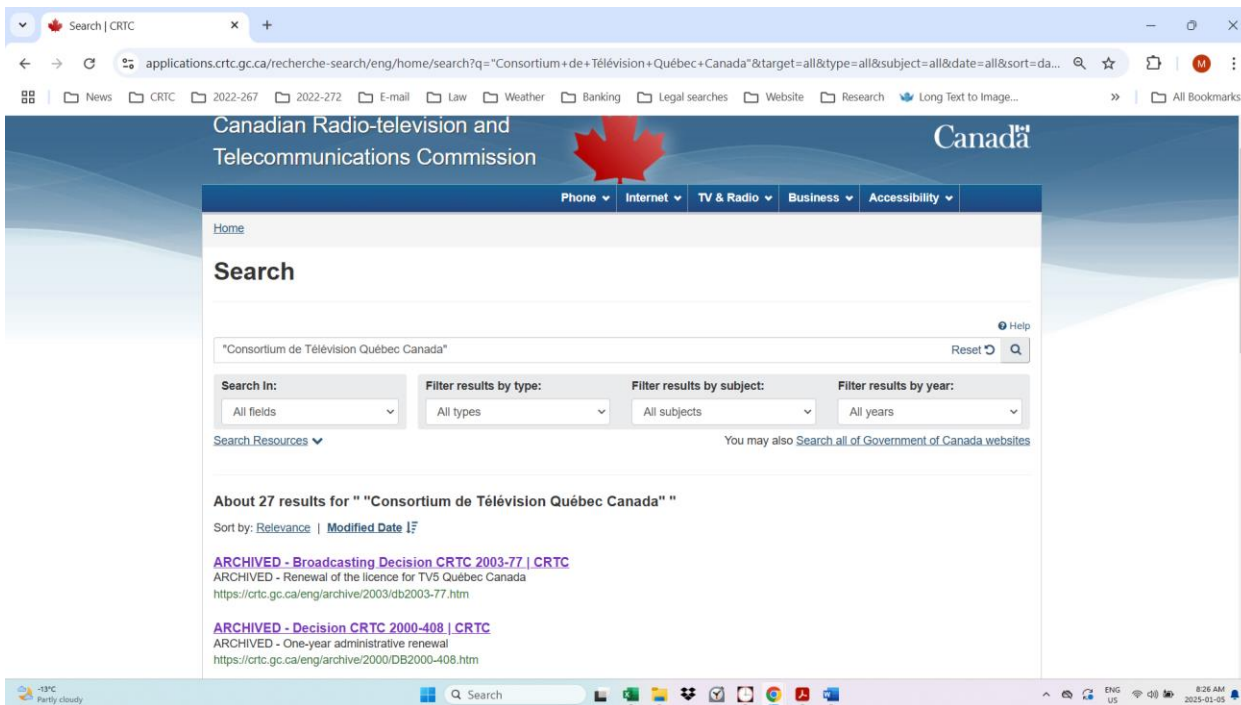 Search | CRTC
applications.crtc.gc.ca/recherche-search/eng/home/search?q="Consortium+de+Télévision+Québec+Canada"&target=all&type=all&subject=all&date=all&sort=da...
News CRTC 2022-267 2022-272 E-mail Law Weather Banking Legal searches Website Research Long Text to Image... » All Bookmarks
Canadian Radio-television and
Telecommunications Commission
Canada
Phone Internet TV & Radio Business Accessibility
Home
Search
Help
"Consortium de Télévision Québec Canada" Reset
Search In: Filter results by type: Filter results by subject: Filter results by year:
All fields All types All subjects All years
Search Resources You may also Search all of Government of Canada websites
About 27 results for " "Consortium de Télévision Québec Canada" "
Sort by: Relevance | Modified Date
ARCHIVED - Broadcasting Decision CRTC 2003-77 | CRTC
ARCHIVED - Renewal of the licence for TV5 Québec Canada
https://crtc.gc.ca/eng/archive/2003/db2003-77.htm
ARCHIVED - Decision CRTC 2000-408 | CRTC
ARCHIVED - One-year administrative renewal
https://crtc.gc.ca/eng/archive/2000/DB2000-408.htm
-13°C
Partly cloudy
Search
ENG
US
8:26 AM
2025-01-05